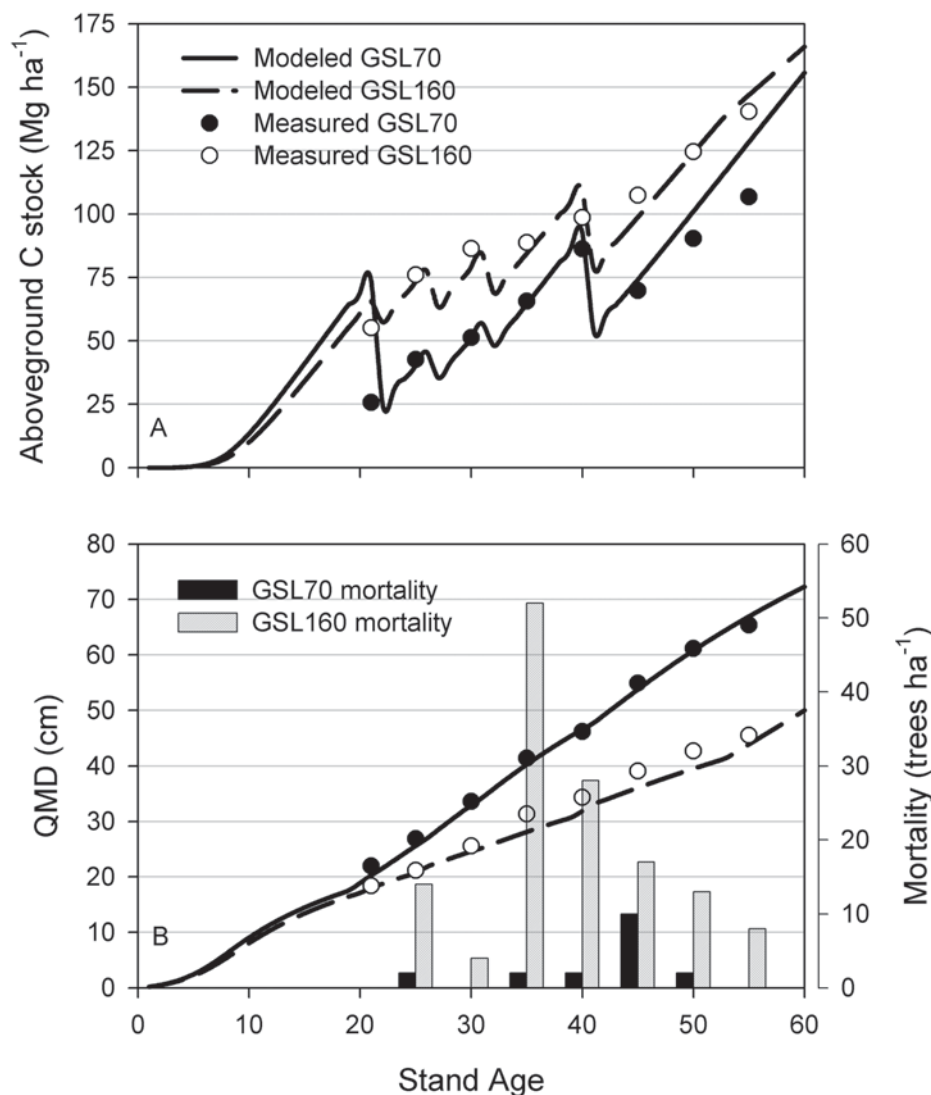 Aboveground C stock (Mg ha⁻¹)
175
150
125
100
75
50
25
0
Modeled GSL70
Modeled GSL160
Measured GSL70
Measured GSL160
A
QMD (cm)
80
70
60
50
40
30
20
10
0
GSL70 mortality
GSL160 mortality
B
60
50
40
30
20
10
0
Mortality (trees ha⁻¹)
0 10 20 30 40 50 60
Stand Age